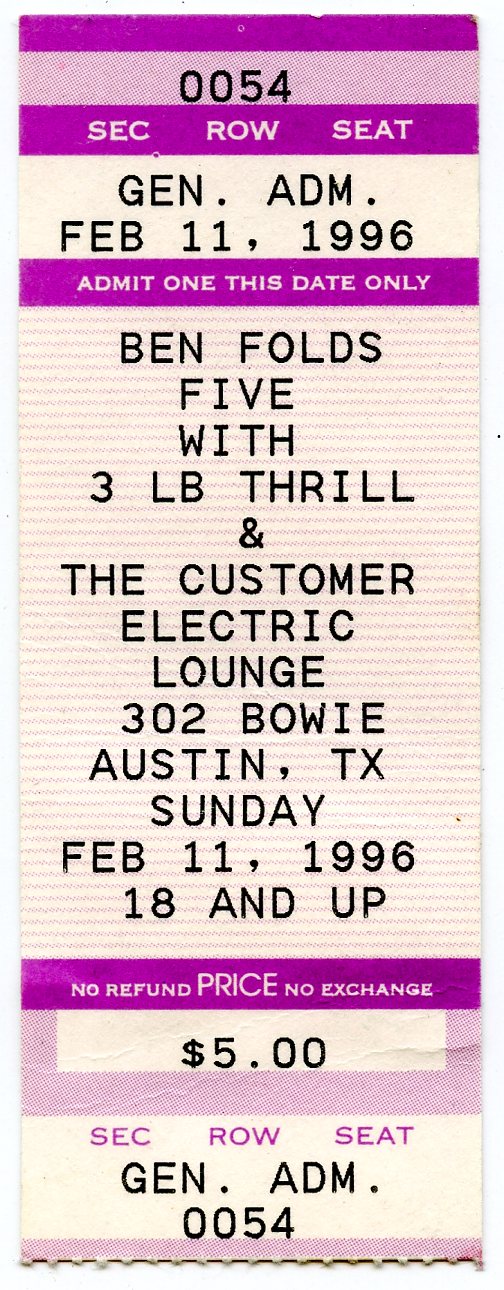 0054
SEC ROW SEAT
GEN. ADM.
FEB 11, 1996
ADMIT ONE THIS DATE ONLY
BEN FOLDS
FIVE
WITH
3 LB THRILL
&
THE CUSTOMER
ELECTRIC
LOUNGE
302 BOWIE
AUSTIN, TX
SUNDAY
FEB 11, 1996
18 AND UP
NO REFUND PRICE NO EXCHANGE
$5.00
SEC ROW SEAT
GEN. ADM.
0054